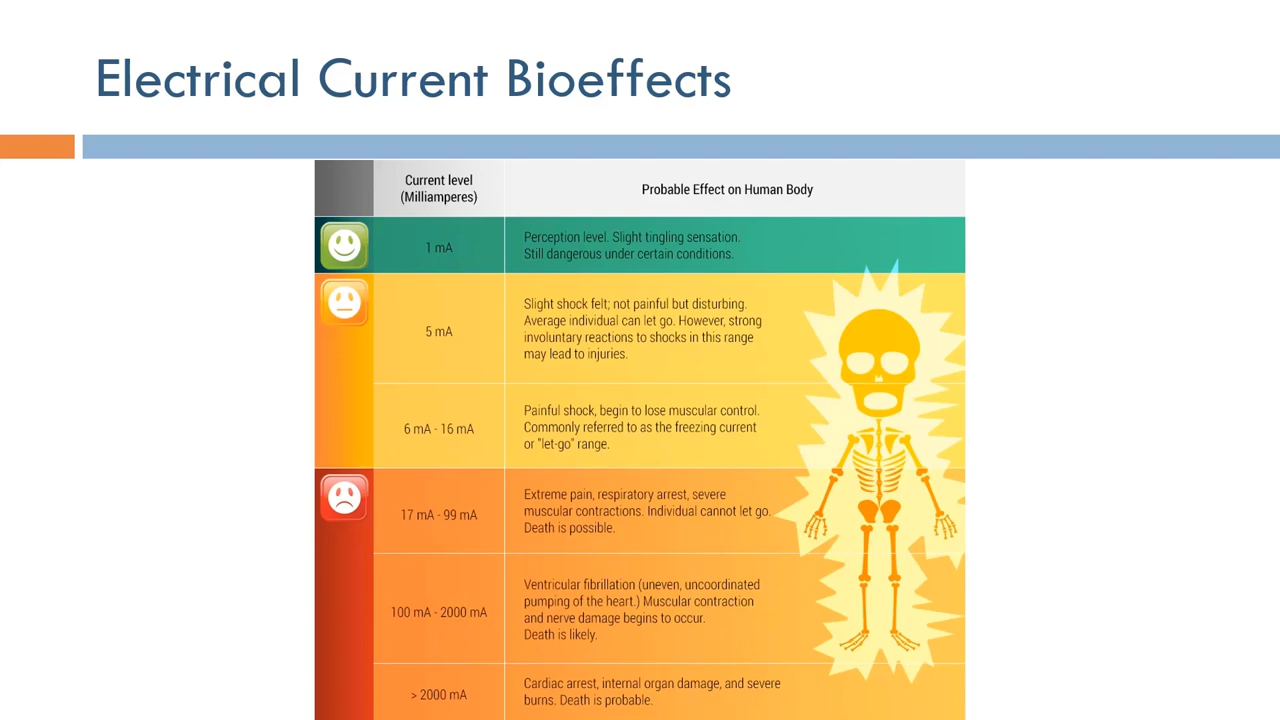 Electrical Current Bioeffects
Current level
(Milliamperes)
Probable Effect on Human Body
1 mA
Perception level. Slight tingling sensation.
Still dangerous under certain conditions.
5 mA
Slight shock felt; not painful but disturbing.
Average individual can let go. However, strong
involuntary reactions to shocks in this range
may lead to injuries.
6 mA - 16 mA
Painful shock, begin to lose muscular control.
Commonly referred to as the freezing current
or "let-go" range.
17 mA - 99 mA
Extreme pain, respiratory arrest, severe
muscular contractions. Individual cannot let go.
Death is possible.
100 mA - 2000 mA
Ventricular fibrillation (uneven, uncoordinated
pumping of the heart.) Muscular contraction
and nerve damage begins to occur.
Death is likely.
> 2000 mA
Cardiac arrest, internal organ damage, and severe
burns. Death is probable.